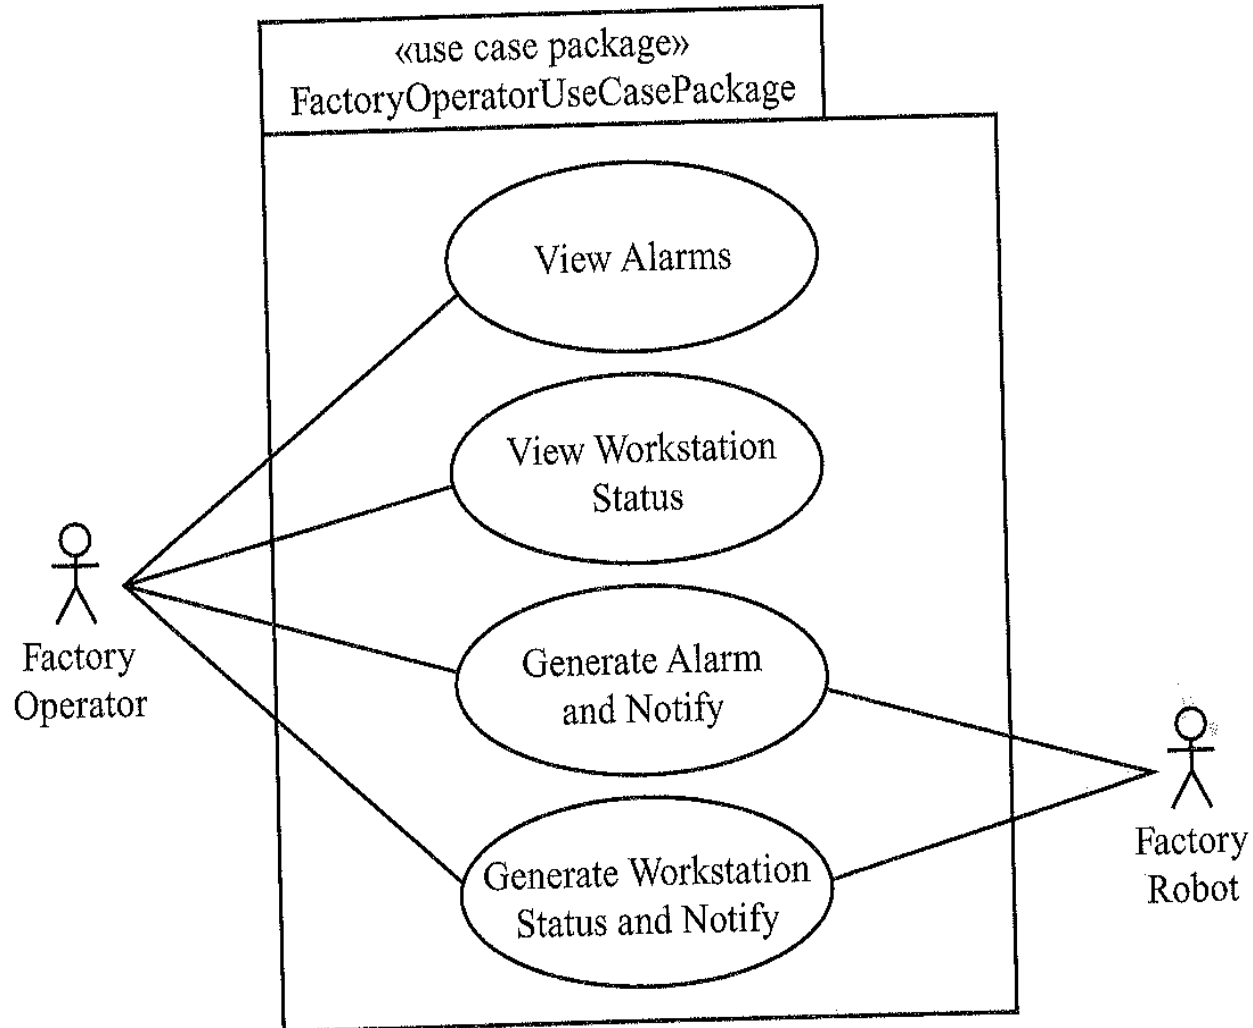 «use case package»
FactoryOperatorUseCasePackage
View Alarms
View Workstation
Status
Factory
Operator
Generate Alarm
and Notify
Factory
Robot
Generate Workstation
Status and Notify